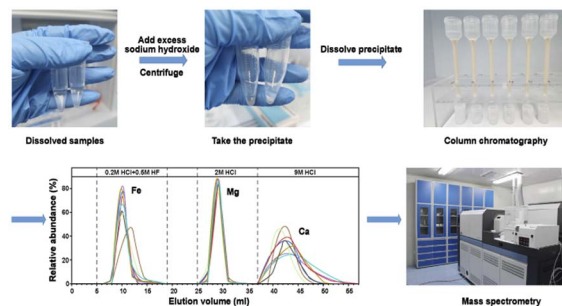 Add excess
sodium hydroxide
Centrifuge
Dissolve precipitate
Dissolved samples
Take the precipitate
Column chromatography
0.2M HCl+0.5M HF
2M HCl
9M HCl
Fe
Mg
Ca
Relative abundance (%)
80
60
40
20
0
0 5 10 15 20 25 30 35 40 45 50 55
Elution volume (ml)
Mass spectrometry